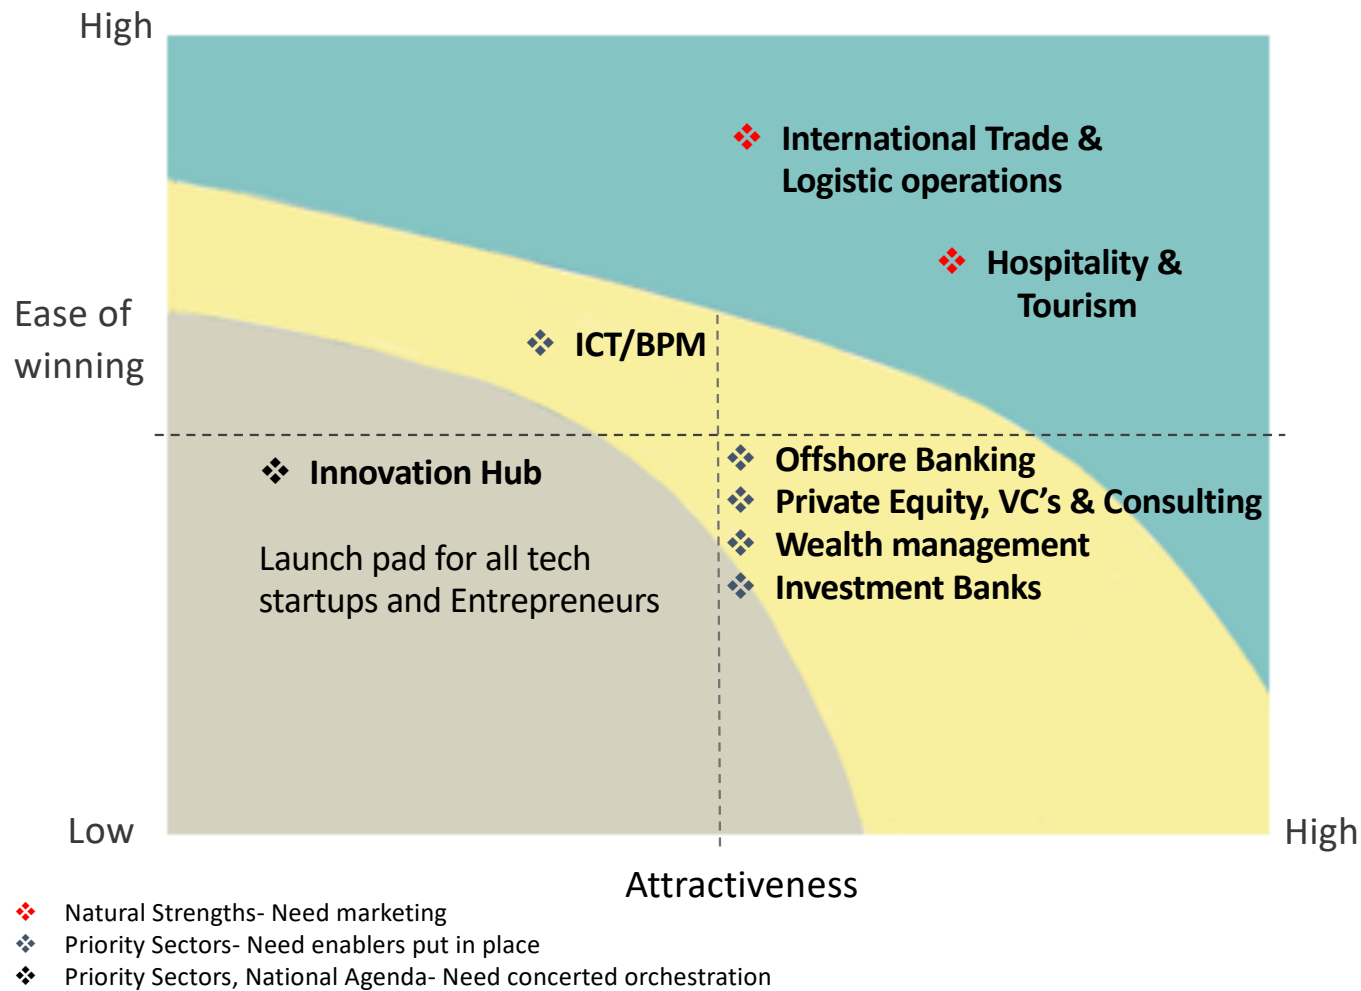 High
International Trade &
Logistic operations
Hospitality &
Tourism
Ease of
winning
ICT/BPM
Innovation Hub
Launch pad for all tech
startups and Entrepreneurs
Offshore Banking
Private Equity, VC’s & Consulting
Wealth management
Investment Banks
Low
High
Attractiveness
Natural Strengths- Need marketing
Priority Sectors- Need enablers put in place
Priority Sectors, National Agenda- Need concerted orchestration